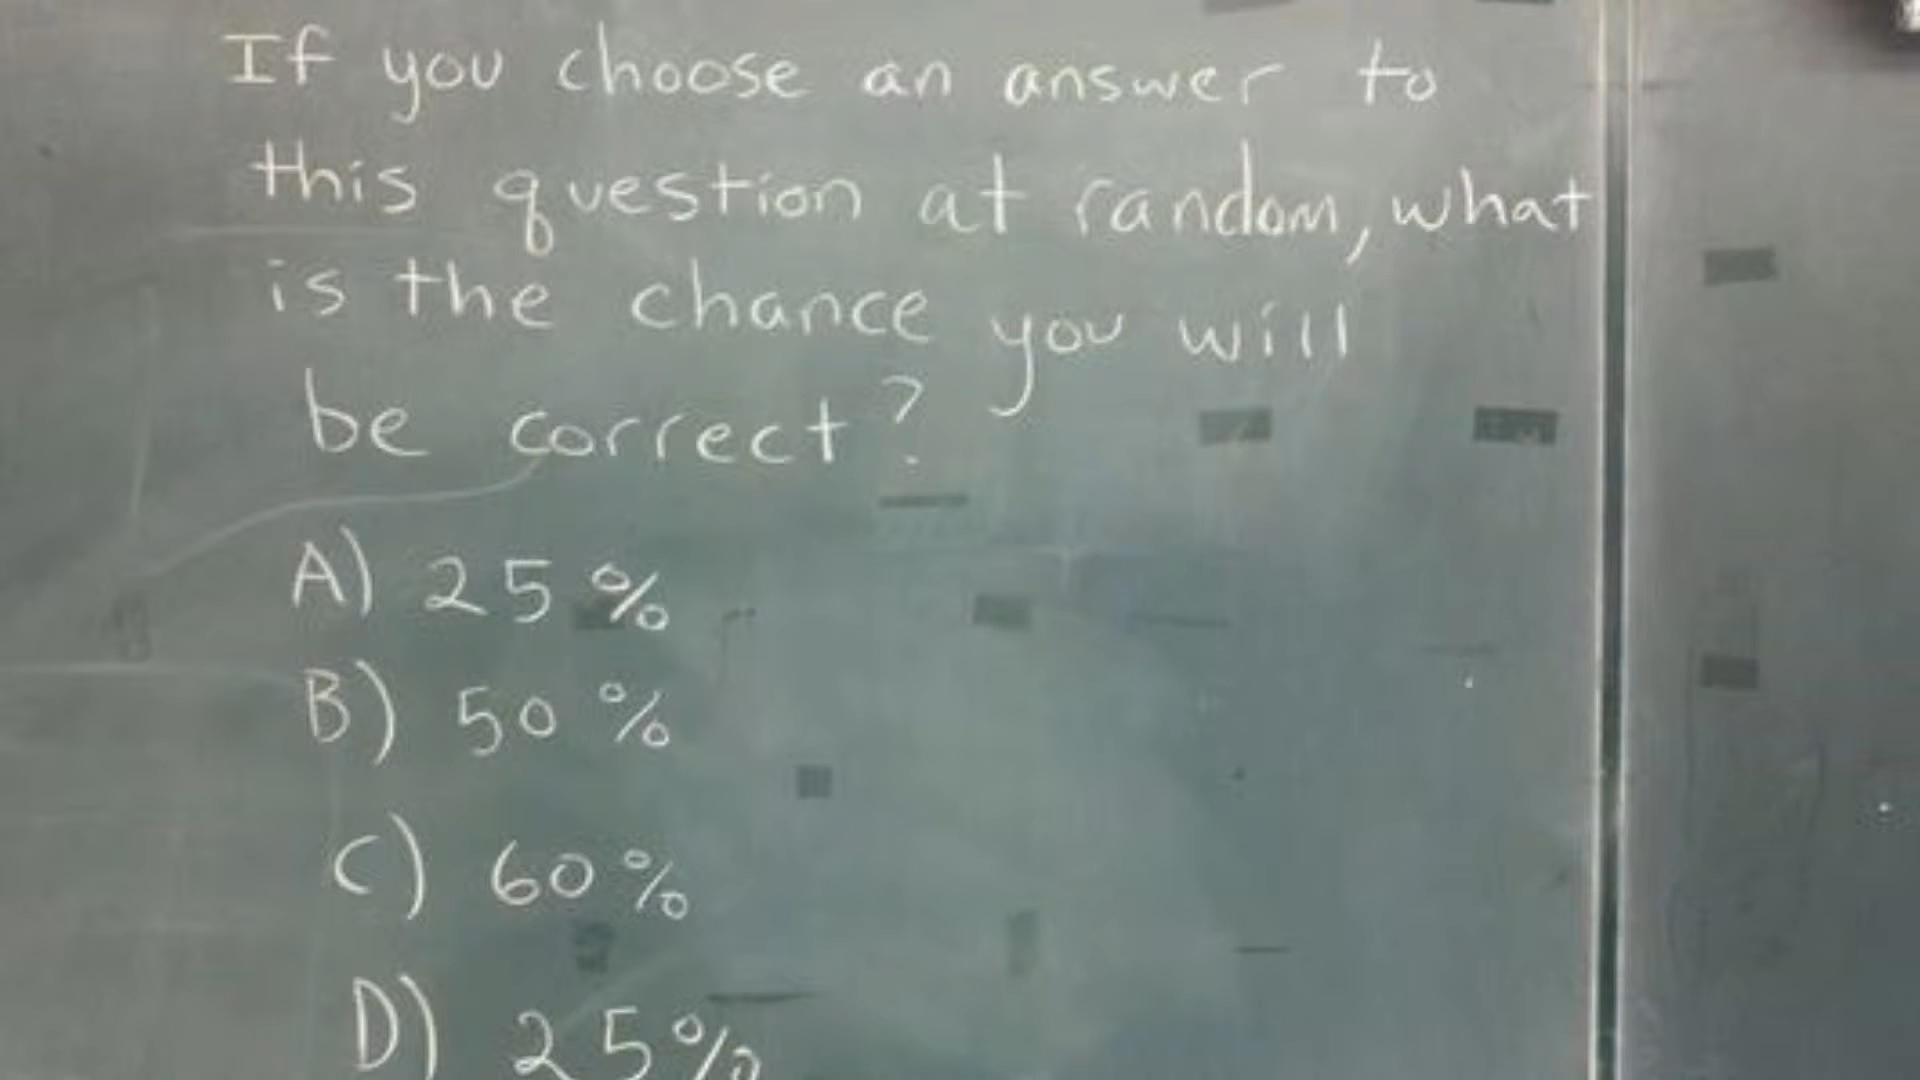 If you choose an answer to
this question at random, what
is the chance you will
be correct?
A) 25%
B) 50%
C) 60%
D) 25%